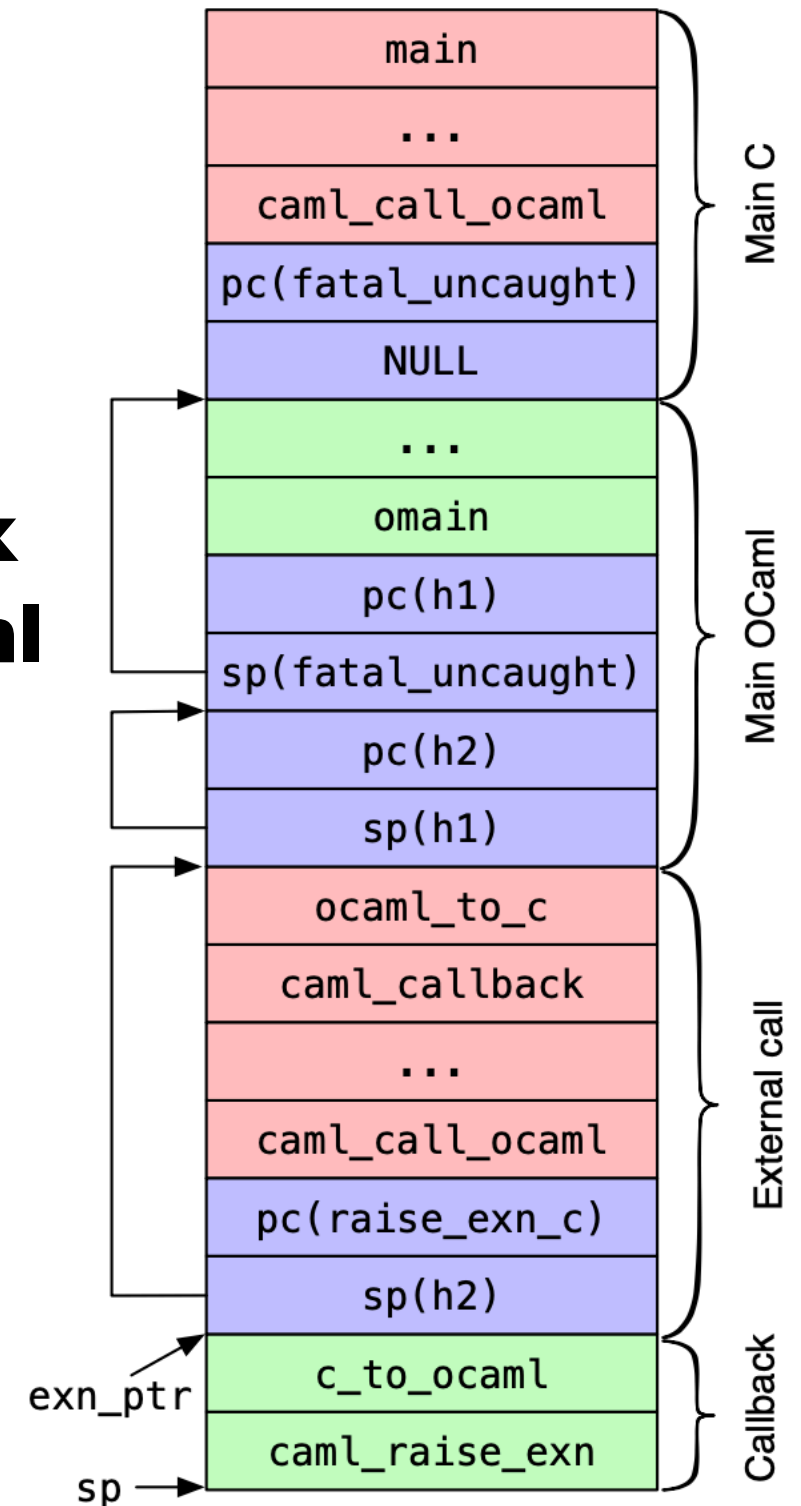 main
...
caml_call_ocaml
pc(fatal_uncaught)
NULL
Main C
...
omain
pc(h1)
sp(fatal_uncaught)
pc(h2)
sp(h1)
Main OCaml
ocaml_to_c
caml_callback
...
caml_call_ocaml
pc(raise_exn_c)
sp(h2)
External call
exn_ptr
c_to_ocaml
caml_raise_exn
Callback
sp